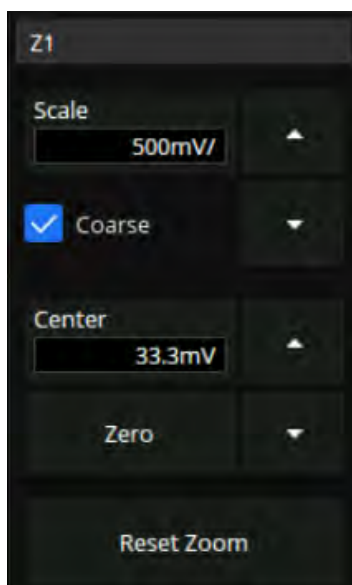 Z1
Scale
500mV/
Coarse
Center
33.3mV
Zero
Reset Zoom